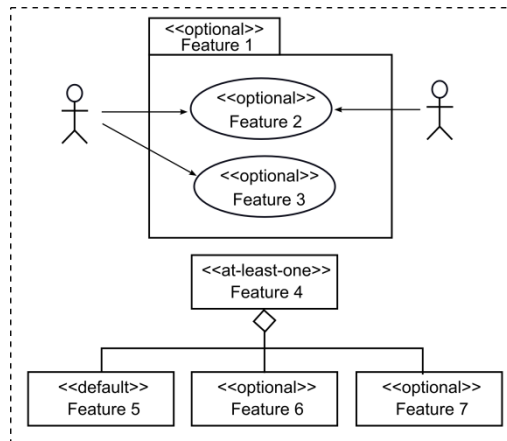 <<optional>>
Feature 1
<<optional>>
Feature 2
<<optional>>
Feature 3
<<at-least-one>>
Feature 4
<<default>>
Feature 5
<<optional>>
Feature 6
<<optional>>
Feature 7